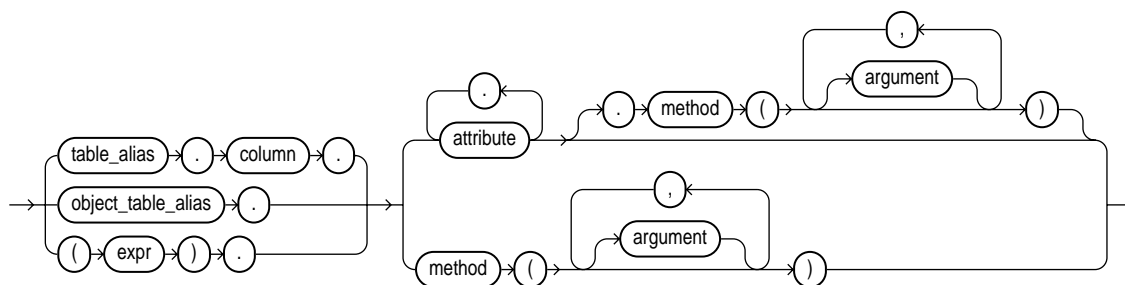 ,
. argument
. method ( )
attribute
table_alias . column .
,
object_table_alias .
argument
( expr ) .
method ( )